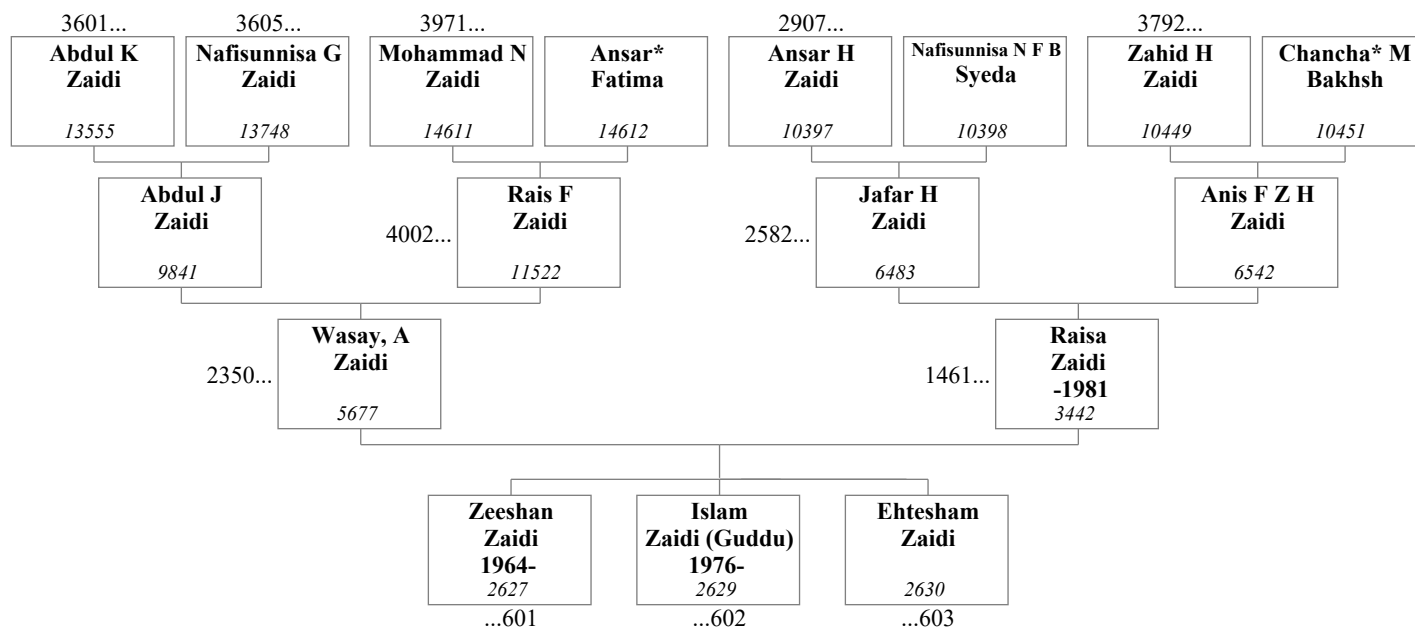 3601...
3605...
3971...
2907...
3792...
Abdul K
Zaidi
13555
Nafisunnisa G
Zaidi
13748
Mohammad N
Zaidi
14611
Ansar*
Fatima
14612
Ansar H
Zaidi
10397
Nafisunnisa N F B
Syeda
10398
Zahid H
Zaidi
10449
Chancha* M
Bakhsh
10451
Abdul J
Zaidi
9841
4002...
Rais F
Zaidi
11522
2582...
Jafar H
Zaidi
6483
Anis F Z H
Zaidi
6542
2350...
Wasay, A
Zaidi
5677
1461...
Raisa
Zaidi
-1981
3442
Zeeshan
Zaidi
1964-
2627
...601
Islam
Zaidi (Guddu)
1976-
2629
...602
Ehtesham
Zaidi
2630
...603